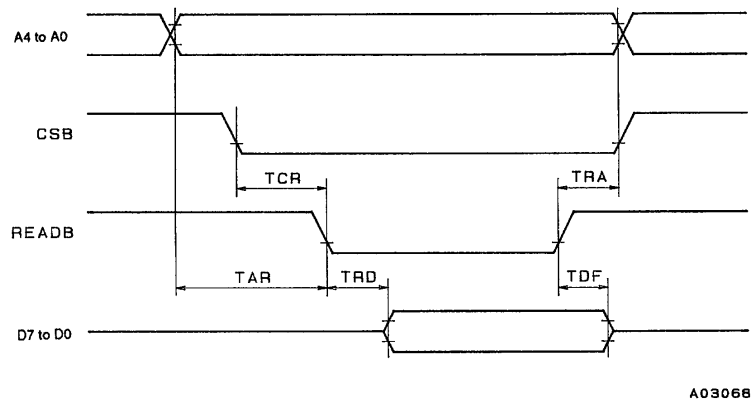 A4 to A0
CSB
TCR
TRA
READB
TAR
TRD
TDF
D7 to D0
A03068